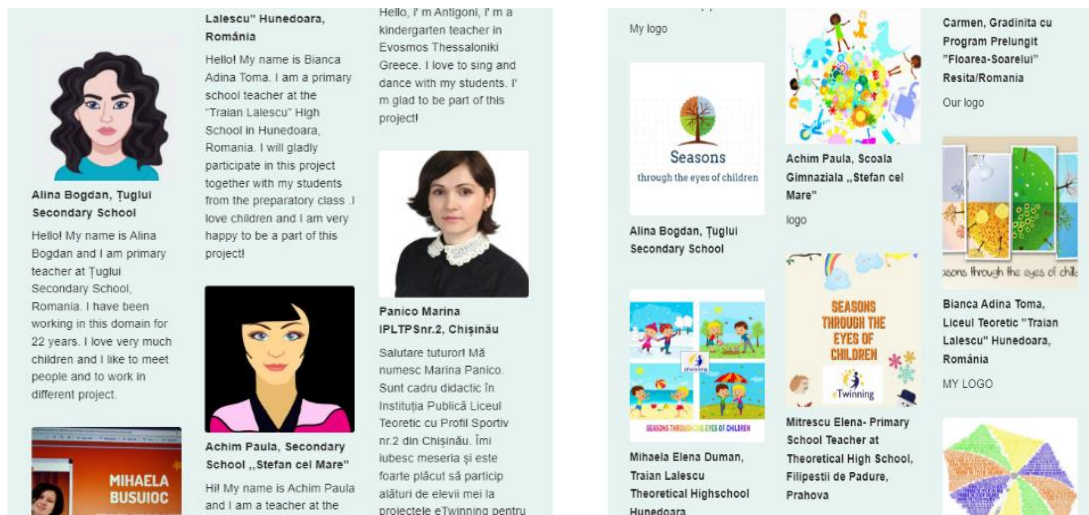 Alina Bogdan, Țuglui
Secondary School
Hello! My name is Alina
Bogdan and I am primary
teacher at Țuglui
Secondary School,
Romania. I have been
working in this domain for
22 years. I love very much
children and I like to meet
people and to work in
different project.
MIHAELA
BUSUIOC
Lalescu" Hunedoara,
România
Hello! My name is Bianca
Adina Toma. I am a primary
school teacher at the
"Traian Lalescu" High
School in Hunedoara,
Romania. I will gladly
participate in this project
together with my students
from the preparatory class .I
love children and I am very
happy to be a part of this
project!
Achim Paula, Secondary
School ,,Stefan cel Mare"
Hi! My name is Achim Paula
and I am a teacher at the
Hello, I' m Antigoni, I' m a
kindergarten teacher in
Evosmos Thessaloniki
Greece. I love to sing and
dance with my students. I'
m glad to be part of this
project!
Panico Marina
IPLTPSnr.2, Chișinău
Salutare tuturor! Mă
numesc Marina Panico.
Sunt cadru didactic în
Instituția Publică Liceul
Teoretic cu Profil Sportiv
nr.2 din Chișinău. Îmi
iubesc meseria și este
foarte plăcut să particip
alături de elevii mei la
proiectele eTwinning pentru
My logo
Seasons
through the eyes of children
Alina Bogdan, Țuglui
Secondary School
eTwinning
SEASONS THROUGH THE EYES OF CHILDREN
Mihaela Elena Duman,
Traian Lalescu
Theoretical Highschool
Hunedoara
Achim Paula, Scoala
Gimnaziala ,,Stefan cel
Mare"
logo
SEASONS
THROUGH THE
EYES OF
CHILDREN
eTwinning
Mitrescu Elena- Primary
School Teacher at
Theoretical High School,
Filipestii de Padure,
Prahova
Carmen, Gradinita cu
Program Prelungit
"Floarea-Soarelui"
Resita/Romania
Our logo
asons through the eyes of child
Bianca Adina Toma,
Liceul Teoretic "Traian
Lalescu" Hunedoara,
România
MY LOGO